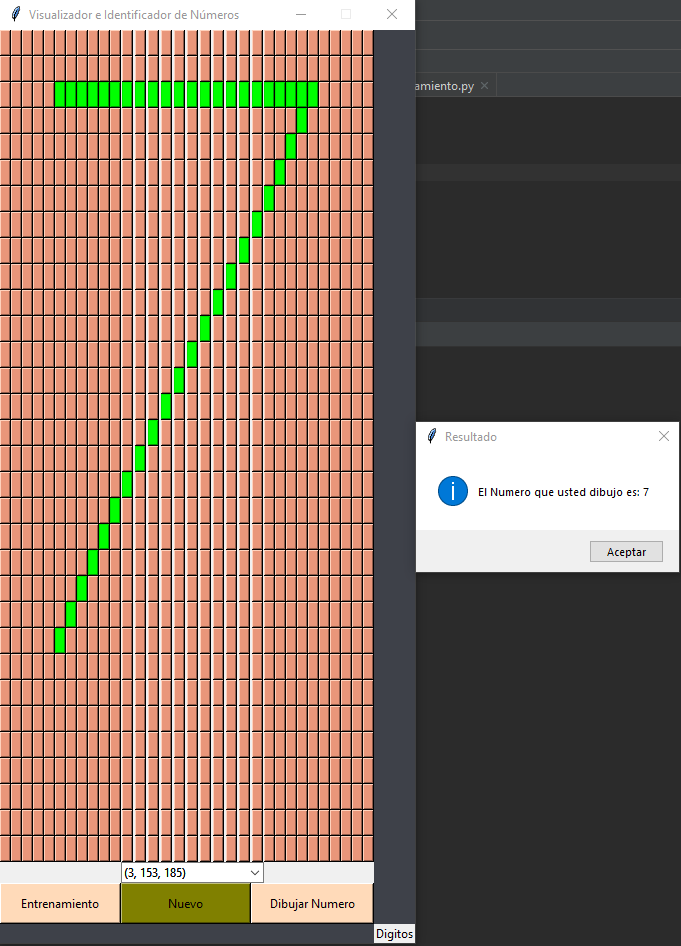 Visualizador e Identificador de Números
amiento.py
Resultado
El Numero que usted dibujo es: 7
Aceptar
(3, 153, 185)
Entrenamiento
Nuevo
Dibujar Numero
Digitos